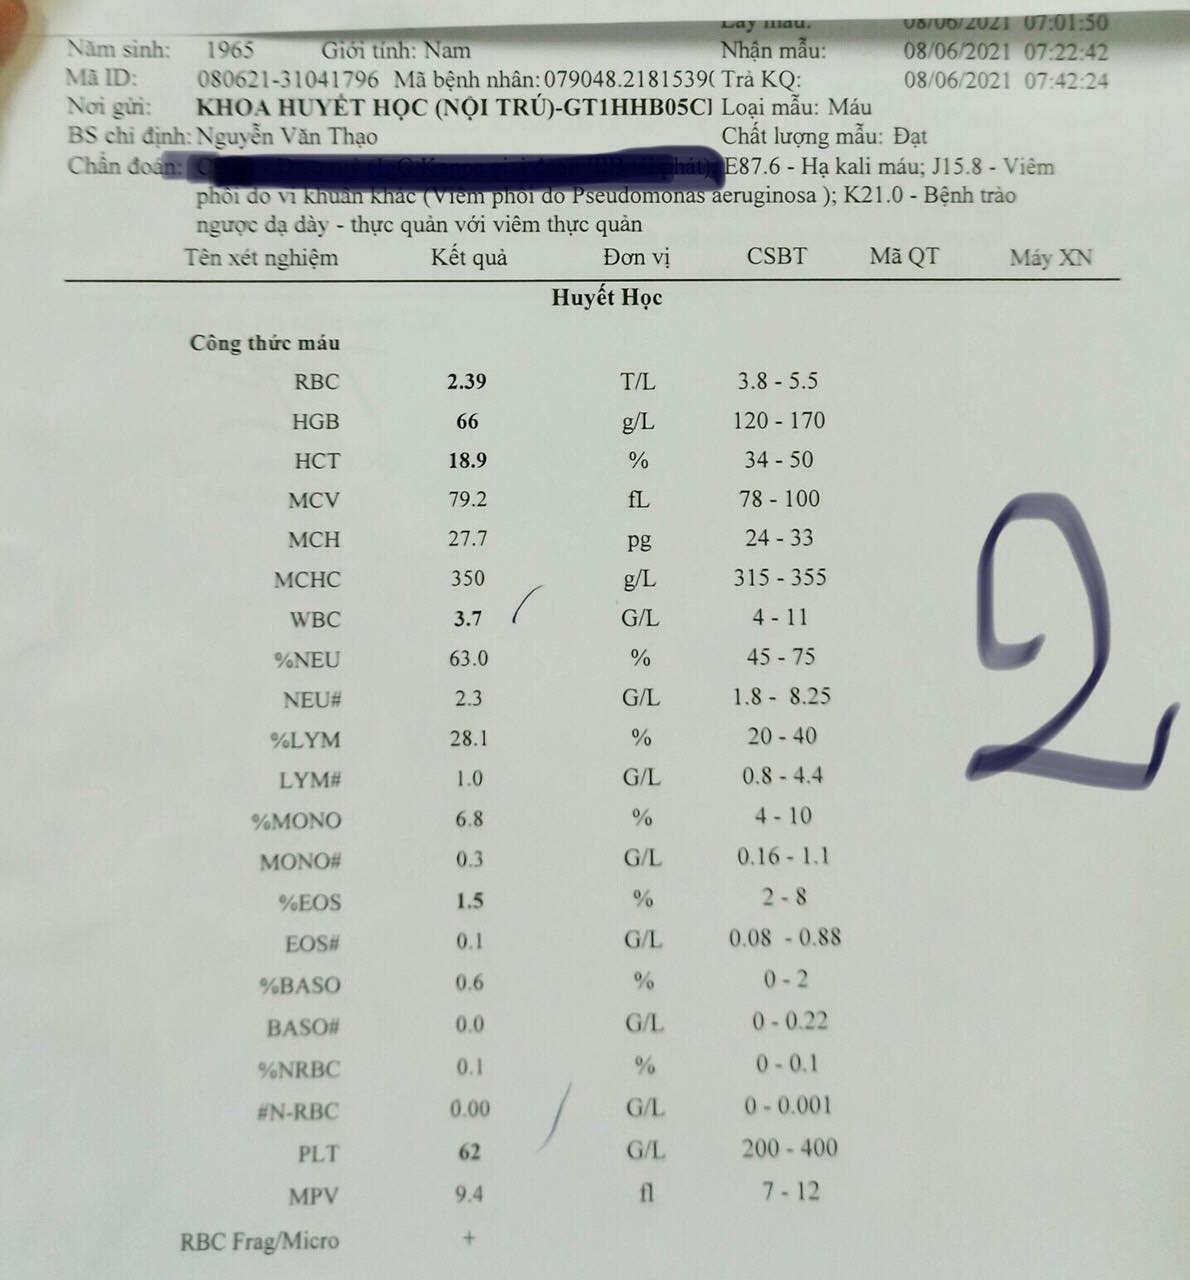 Lấy mẫu: 08/06/2021 07:01:50
Năm sinh: 1965 Giới tính: Nam Nhận mẫu: 08/06/2021 07:22:42
Mã ID: 080621-31041796 Mã bệnh nhân: 079048.2181539( Trả KQ: 08/06/2021 07:42:24
Nơi gửi: KHOA HUYẾT HỌC (NỘI TRÚ)-GT1HHB05C Loại mẫu: Máu
BS chỉ định: Nguyễn Văn Thạo Chất lượng mẫu: Đạt
Chẩn đoán: phát); E87.6 - Hạ kali máu; J15.8 - Viêm
phổi do vi khuẩn khác (Viêm phổi do Pseudomonas aeruginosa ); K21.0 - Bệnh trào
ngược dạ dày - thực quản với viêm thực quản
Tên xét nghiệm Kết quả Đơn vị CSBT Mã QT Máy XN
Huyết Học
Công thức máu
RBC 2.39 T/L 3.8 - 5.5
HGB 66 g/L 120 - 170
HCT 18.9 % 34 - 50
MCV 79.2 fL 78 - 100
MCH 27.7 pg 24 - 33
MCHC 350 g/L 315 - 355
WBC 3.7 G/L 4 - 11
%NEU 63.0 % 45 - 75
NEU# 2.3 G/L 1.8 - 8.25
%LYM 28.1 % 20 - 40
LYM# 1.0 G/L 0.8 - 4.4
%MONO 6.8 % 4 - 10
MONO# 0.3 G/L 0.16 - 1.1
%EOS 1.5 % 2 - 8
EOS# 0.1 G/L 0.08 - 0.88
%BASO 0.6 % 0 - 2
BASO# 0.0 G/L 0 - 0.22
%NRBC 0.1 % 0 - 0.1
#N-RBC 0.00 G/L 0 - 0.001
PLT 62 G/L 200 - 400
MPV 9.4 fl 7 - 12
RBC Frag/Micro +
2